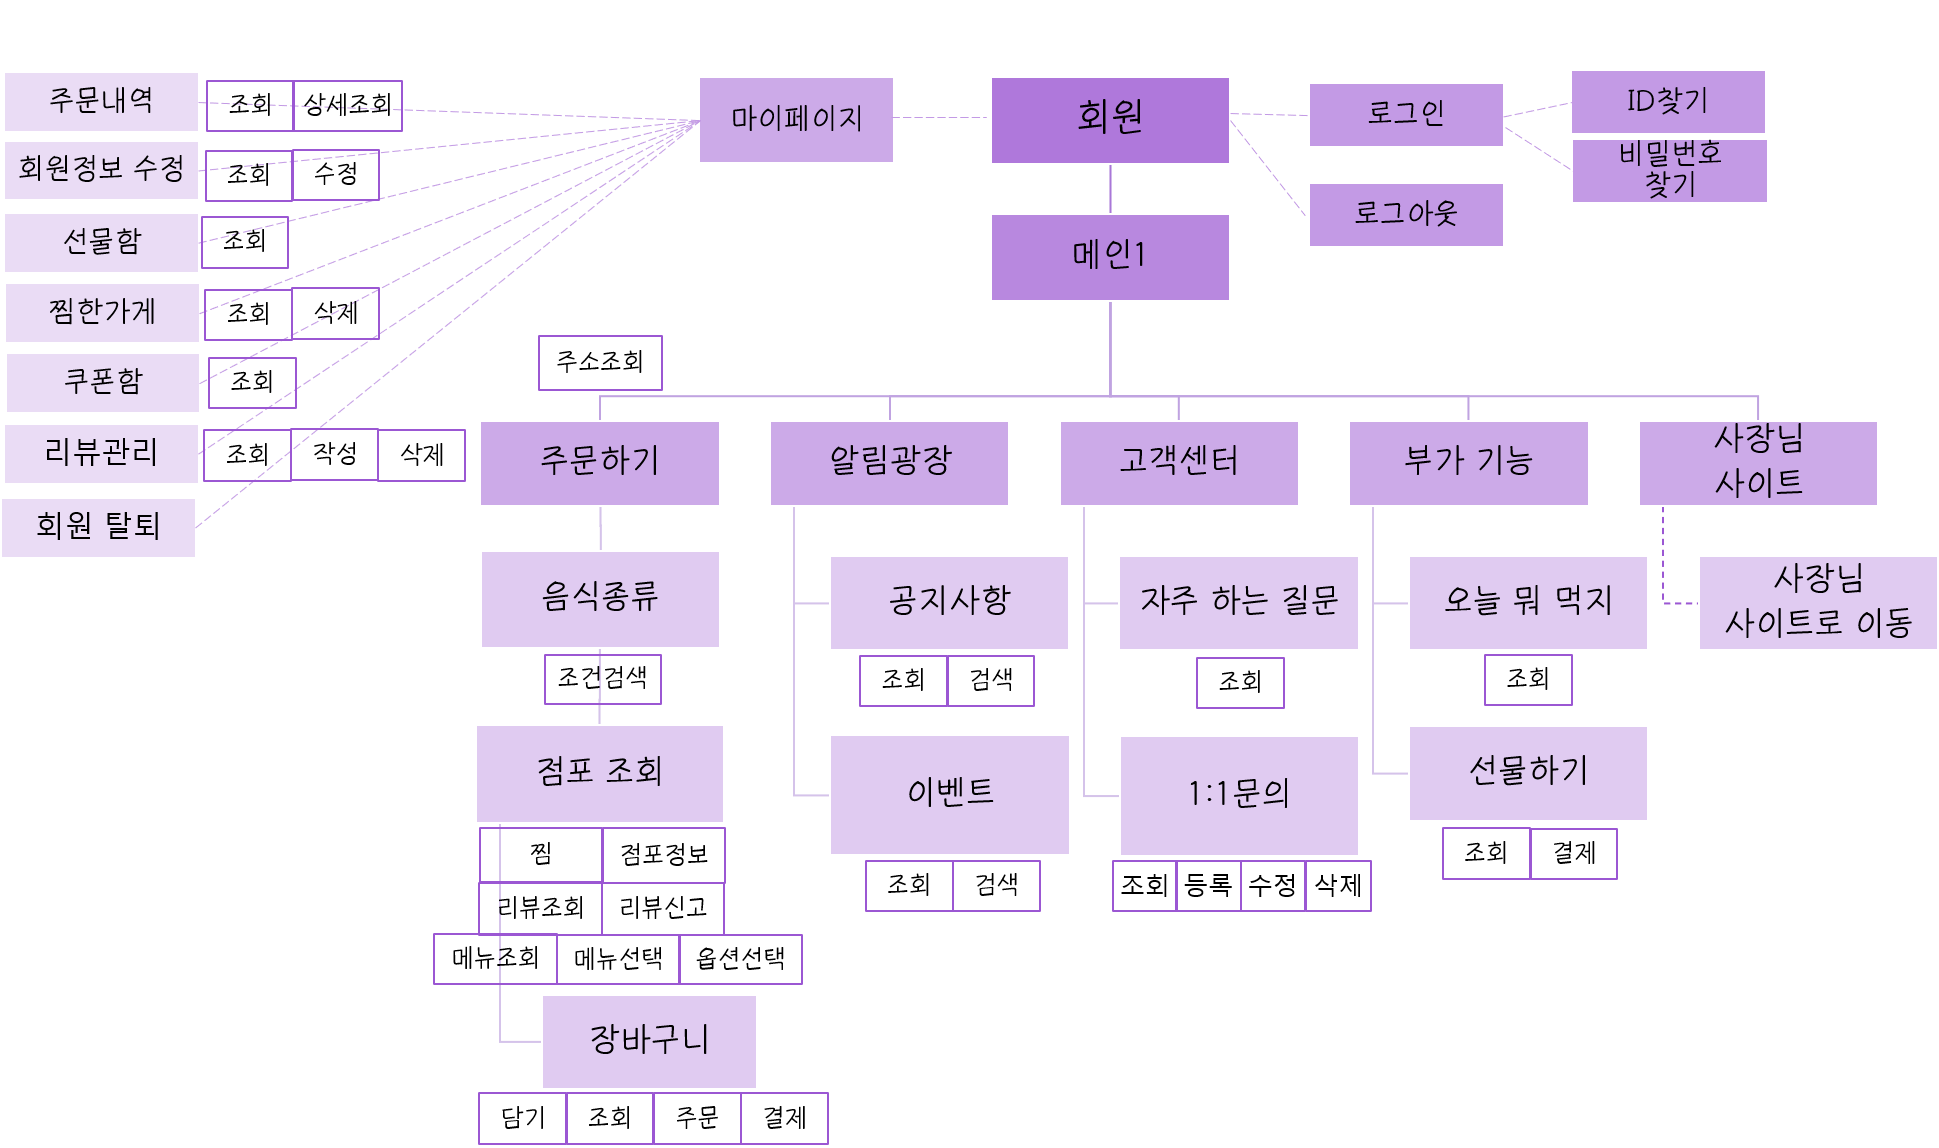 주문내역
조회
상세조회
마이페이지
회원
로그인
ID찾기
비밀번호
찾기
회원정보 수정
조회
수정
로그아웃
선물함
조회
메인1
찜한가게
조회
삭제
주소조회
쿠폰함
조회
리뷰관리
조회
작성
삭제
회원 탈퇴
주문하기
알림광장
고객센터
부가 기능
사장님
사이트
음식종류
공지사항
자주 하는 질문
오늘 뭐 먹지
사장님
사이트로 이동
조건검색
조회
검색
조회
조회
점포 조회
이벤트
1:1문의
선물하기
찜
점포정보
조회
검색
조회
등록
수정
삭제
조회
결제
리뷰조회
리뷰신고
메뉴조회
메뉴선택
옵션선택
장바구니
담기
조회
주문
결제